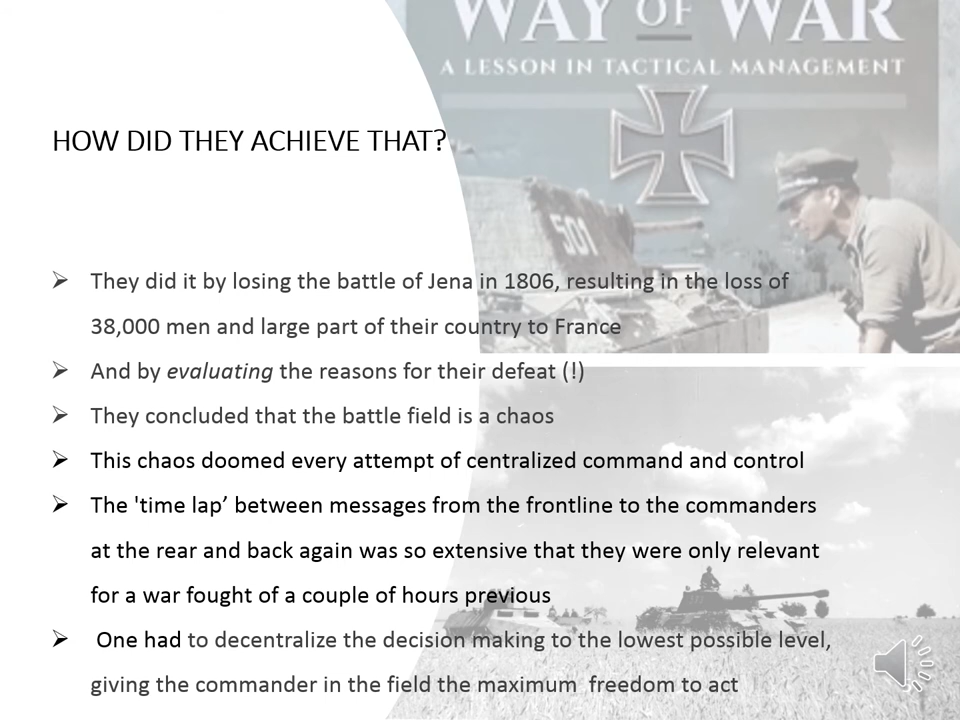 WAY OF WAR
A LESSON IN TACTICAL MANAGEMENT
HOW DID THEY ACHIEVE THAT?
501
They did it by losing the battle of Jena in 1806, resulting in the loss of
38,000 men and large part of their country to France
And by evaluating the reasons for their defeat (!)
They concluded that the battle field is a chaos
This chaos doomed every attempt of centralized command and control
The 'time lap’ between messages from the frontline to the commanders
at the rear and back again was so extensive that they were only relevant
for a war fought of a couple of hours previous
One had to decentralize the decision making to the lowest possible level,
giving the commander in the field the maximum  freedom to act